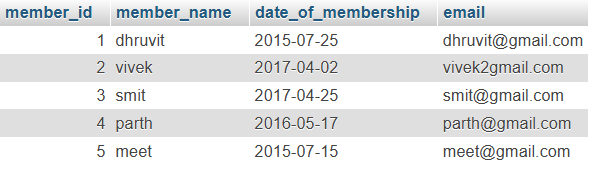 member_id member_name date_of_membership email
1 dhruvit 2015-07-25 dhruvit@gmail.com
2 vivek 2017-04-02 vivek2gmail.com
3 smit 2017-04-25 smit@gmail.com
4 parth 2016-05-17 parth@gmail.com
5 meet 2015-07-15 meet@gmail.com